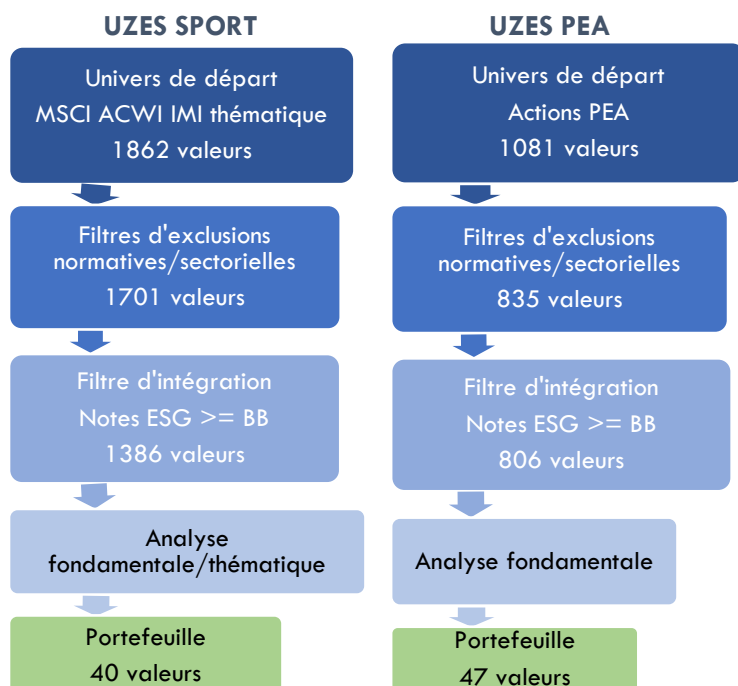 UZES SPORT
Univers de départ
MSCI ACWI IMI thématique
1862 valeurs
Filtres d'exclusions
normatives/sectorielles
1701 valeurs
Filtre d'intégration
Notes ESG >= BB
1386 valeurs
Analyse
fondamentale/thématique
Portefeuille
40 valeurs
UZES PEA
Univers de départ
Actions PEA
1081 valeurs
Filtres d'exclusions
normatives/sectorielles
835 valeurs
Filtre d'intégration
Notes ESG >= BB
806 valeurs
Analyse fondamentale
Portefeuille
47 valeurs